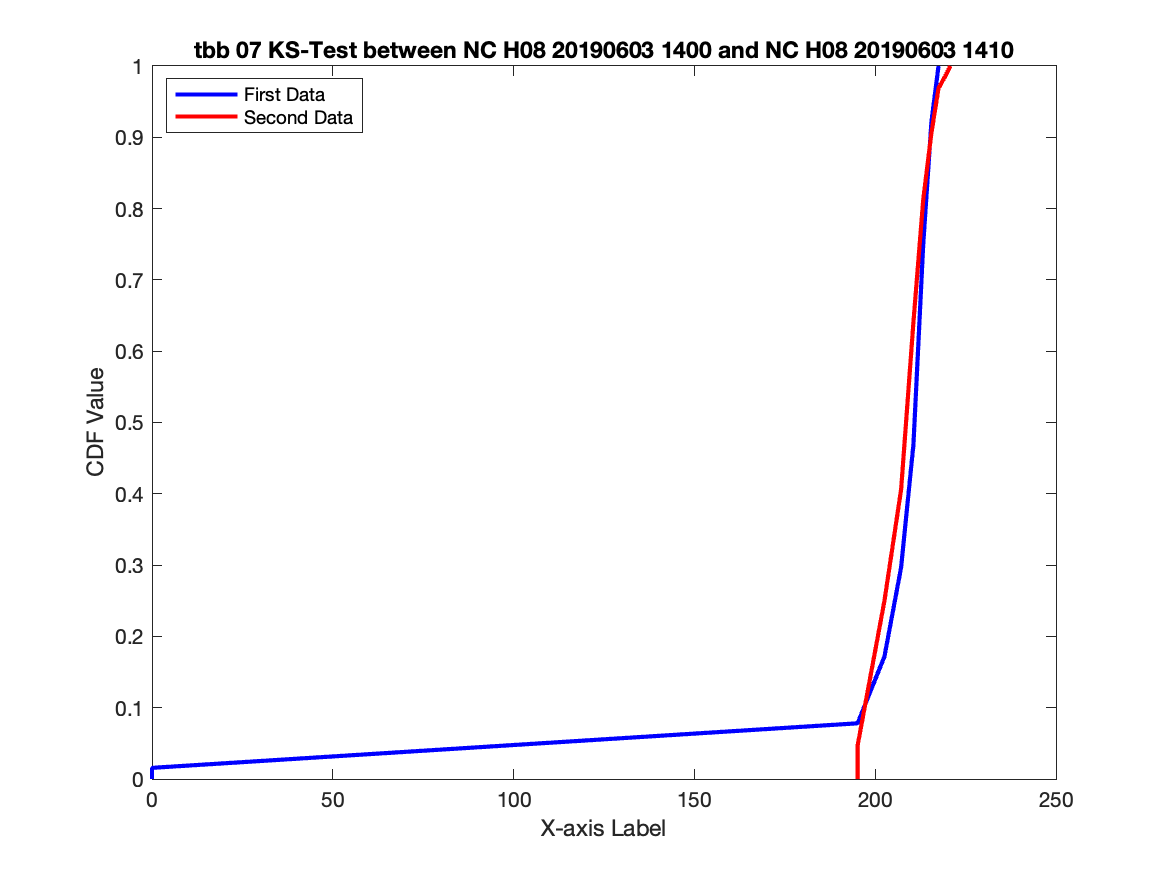 tbb 07 KS-Test between NC H08 20190603 1400 and NC H08 20190603 1410
First Data
Second Data
1
0.9
0.8
0.7
0.6
0.5
0.4
0.3
0.2
0.1
0
CDF Value
0 50 100 150 200 250
X-axis Label